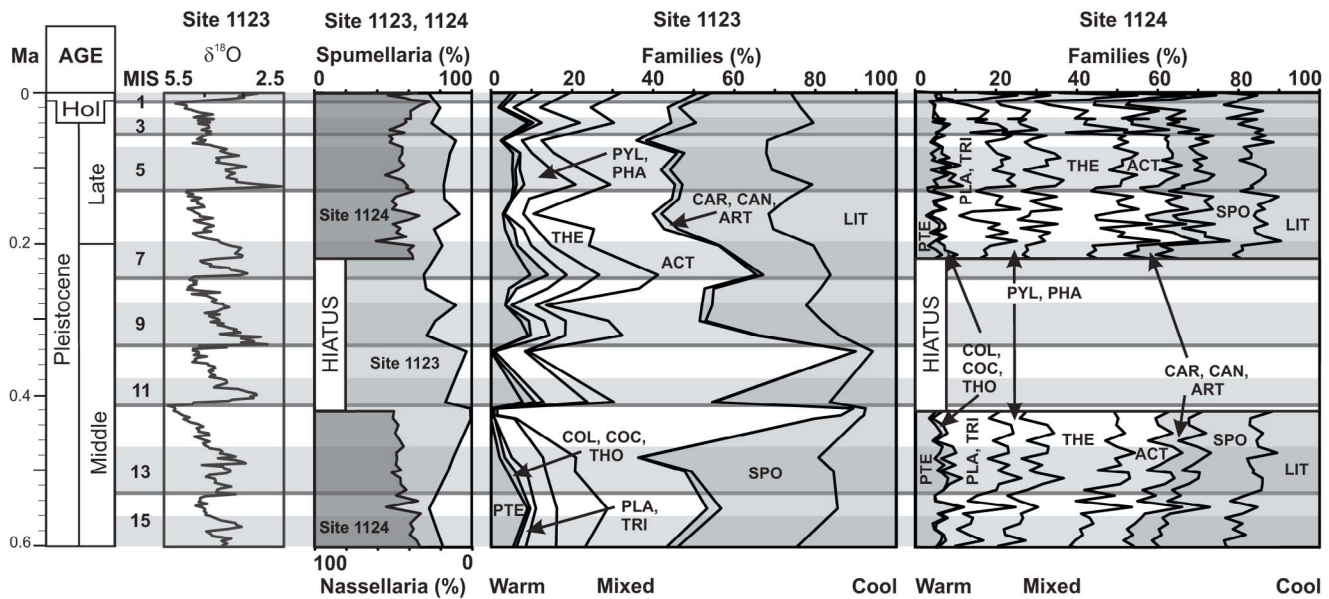 Site 1123
Site 1123, 1124
Site 1123
Site 1124
Ma
AGE
δ18O
Spumellaria (%)
Families (%)
Families (%)
MIS
5.5
2.5
0
100
0
20
40
60
80
100
0
20
40
60
80
100
0
0.2
0.4
0.6
Hol
Late
Middle
Pleistocene
1
3
5
7
9
11
13
15
Site 1124
HIATUS
Site 1123
Site 1124
PYL,
PHA
CAR, CAN,
ART
LIT
THE
ACT
COL, COC,
THO
SPO
PTE
PLA,
TRI
PTE
PLA, TRI
THE
ACT
SPO
LIT
HIATUS
PYL, PHA
COL,
COC,
THO
CAR, CAN,
ART
PTE
PLA, TRI
THE
ACT
SPO
LIT
100
0
Nassellaria (%)
Warm
Mixed
Cool
Warm
Mixed
Cool